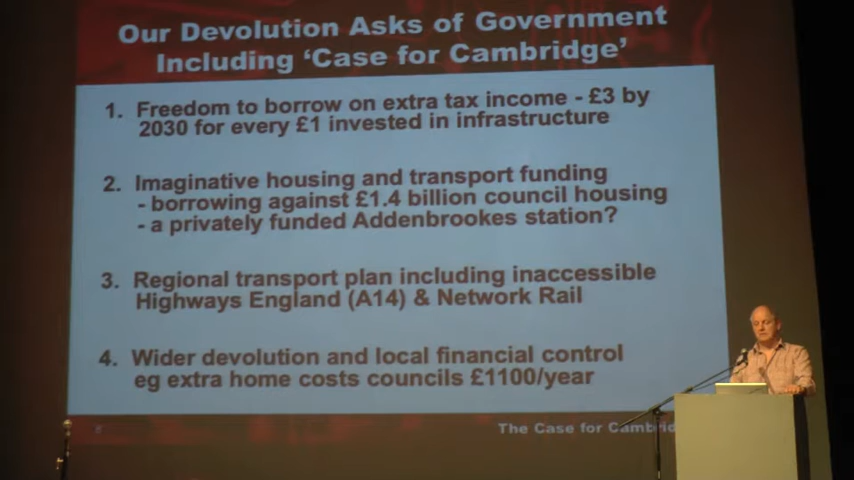 Our Devolution Asks of Government
Including ‘Case for Cambridge’
1. Freedom to borrow on extra tax income - £3 by
2030 for every £1 invested in infrastructure
2. Imaginative housing and transport funding
- borrowing against £1.4 billion council housing
- a privately funded Addenbrookes station?
3. Regional transport plan including inaccessible
Highways England (A14) & Network Rail
4. Wider devolution and local financial control
eg extra home costs councils £1100/year
The Case for Cambrid